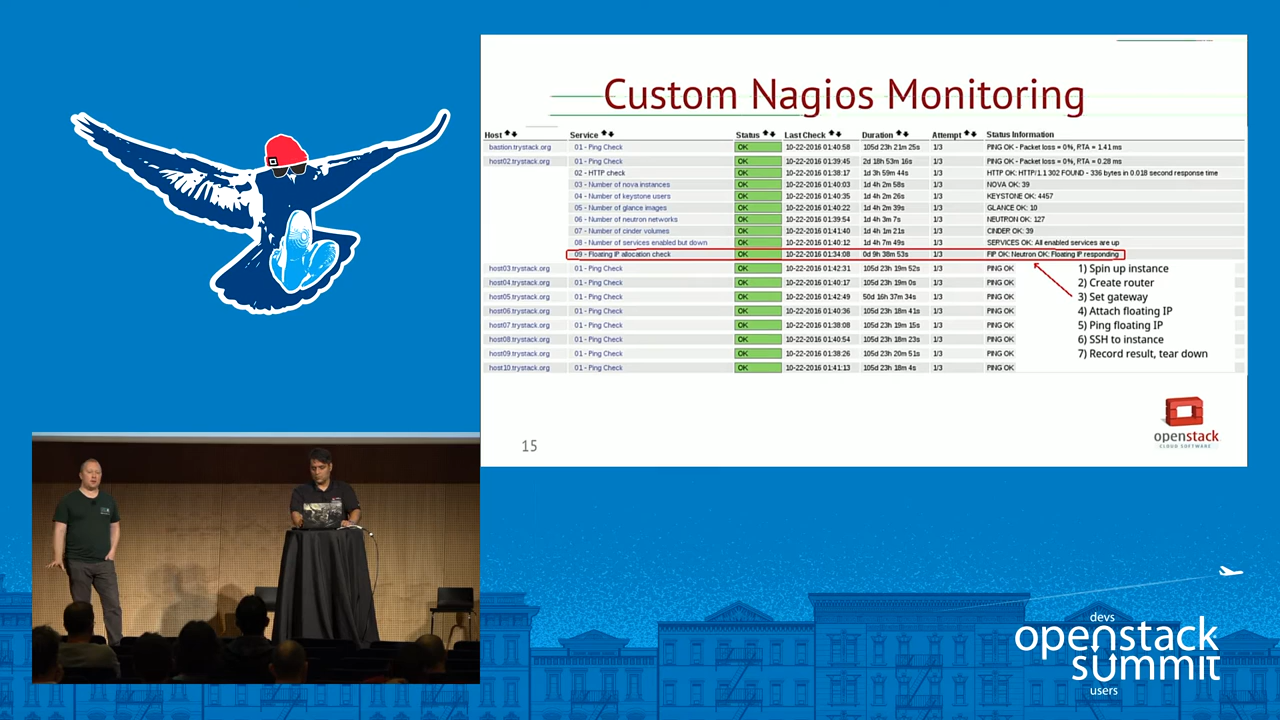 Custom Nagios Monitoring
Host Service Status Last Check Duration Attempt Status Information
bastion.trystack.org 01 - Ping Check OK 10-22-2016 01:40:58 105d 23h 21m 25s 1/3 PING OK - Packet loss = 0%, RTA = 1.41 ms
host02.trystack.org 01 - Ping Check OK 10-22-2016 01:39:45 2d 18h 53m 16s 1/3 PING OK - Packet loss = 0%, RTA = 0.28 ms
02 - HTTP check OK 10-22-2016 01:38:17 1d 3h 59m 44s 1/3 HTTP OK: HTTP/1.1 302 FOUND - 336 bytes in 0.018 second response time
03 - Number of nova instances OK 10-22-2016 01:40:03 1d 4h 2m 58s 1/3 NOVA OK: 39
04 - Number of keystone users OK 10-22-2016 01:40:35 1d 4h 2m 26s 1/3 KEYSTONE OK: 4457
05 - Number of glance images OK 10-22-2016 01:40:22 1d 4h 2m 39s 1/3 GLANCE OK: 10
06 - Number of neutron networks OK 10-22-2016 01:39:54 1d 4h 3m 7s 1/3 NEUTRON OK: 127
07 - Number of cinder volumes OK 10-22-2016 01:41:40 1d 4h 1m 21s 1/3 CINDER OK: 39
08 - Number of services enabled but down OK 10-22-2016 01:40:12 1d 4h 7m 49s 1/3 SERVICES OK: All enabled services are up
09 - Floating IP allocation check OK 10-22-2016 01:34:08 0d 9h 38m 53s 1/3 FIP OK: Neutron OK: Floating IP responding
host03.trystack.org 01 - Ping Check OK 10-22-2016 01:42:31 105d 23h 19m 52s 1/3 PING OK
host04.trystack.org 01 - Ping Check OK 10-22-2016 01:40:17 105d 23h 19m 0s 1/3 PING OK
host05.trystack.org 01 - Ping Check OK 10-22-2016 01:42:49 50d 16h 37m 34s 1/3 PING OK
host06.trystack.org 01 - Ping Check OK 10-22-2016 01:40:36 105d 23h 18m 41s 1/3 PING OK
host07.trystack.org 01 - Ping Check OK 10-22-2016 01:38:08 105d 23h 19m 15s 1/3 PING OK
host08.trystack.org 01 - Ping Check OK 10-22-2016 01:40:54 105d 23h 18m 23s 1/3 PING OK
host09.trystack.org 01 - Ping Check OK 10-22-2016 01:38:26 105d 23h 20m 51s 1/3 PING OK
host10.trystack.org 01 - Ping Check OK 10-22-2016 01:41:13 105d 23h 18m 4s 1/3 PING OK
1) Spin up instance
2) Create router
3) Set gateway
4) Attach floating IP
5) Ping floating IP
6) SSH to instance
7) Record result, tear down
15
openstack
CLOUD SOFTWARE
devs
openstack
summit
users